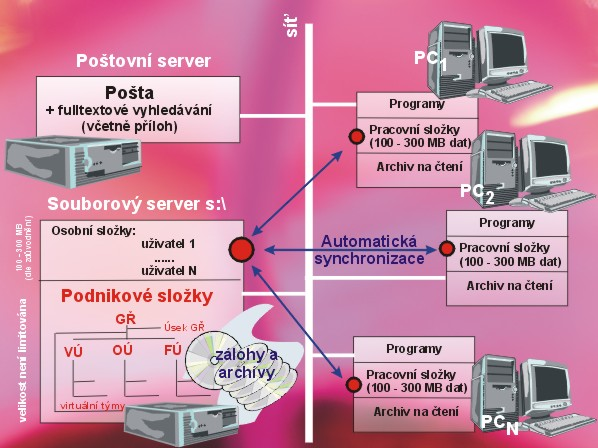 Poštovní server
Pošta
+ fulltextové vyhledávání
(včetně příloh)
Souborový server s:\
Osobní složky:
uživatel 1
......
uživatel N
100 - 300 MB
(dle zdůvodnění)
Podnikové složky
GŘ
Úsek GŘ
VÚ OÚ FÚ
virtuální týmy
velikost není limitována
zálohy a
archívy
síť
Automatická
synchronizace
PC1
Programy
Pracovní složky
(100 - 300 MB dat)
Archiv na čtení
PC2
Programy
Pracovní složky
(100 - 300 MB dat)
Archiv na čtení
PCN
Programy
Pracovní složky
(100 - 300 MB dat)
Archiv na čtení